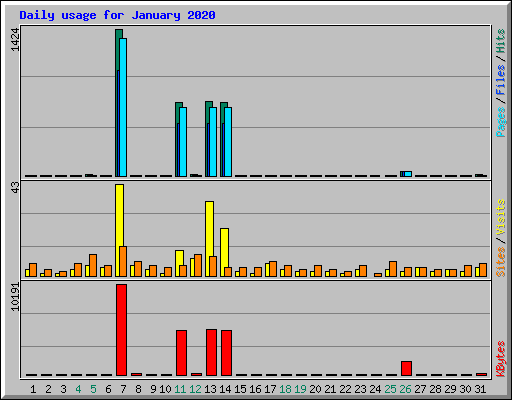 Daily usage for January 2020
1424
Pages / Files / Hits
43
Sites / Visits
10191
KBytes
1 2 3 4 5 6 7 8 9 10 11 12 13 14 15 16 17 18 19 20 21 22 23 24 25 26 27 28 29 30 31